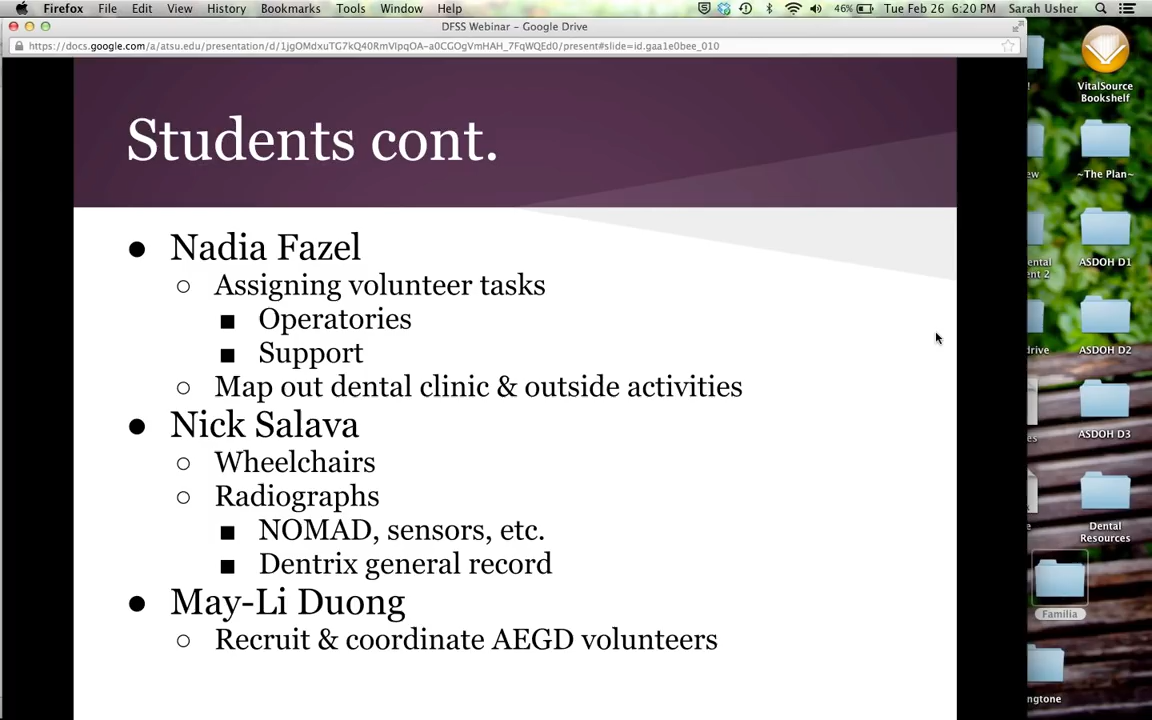 Firefox File Edit View History Bookmarks Tools Window Help 46% Tue Feb 26 6:20 PM Sarah Usher
DFSS Webinar – Google Drive
https://docs.google.com/a/atsu.edu/presentation/d/1jgOMdxuTG7kQ40RmVIpqOA-a0CGOgVmHAH_7FqWQEd0/present#slide=id.gaa1e0bee_010
Students cont.
● Nadia Fazel
○ Assigning volunteer tasks
■ Operatories
■ Support
○ Map out dental clinic & outside activities
● Nick Salava
○ Wheelchairs
○ Radiographs
■ NOMAD, sensors, etc.
■ Dentrix general record
● May-Li Duong
○ Recruit & coordinate AEGD volunteers
VitalSource
Bookshelf
~The Plan~
ASDOH D1
ASDOH D2
ASDOH D3
Dental
Resources
Familia